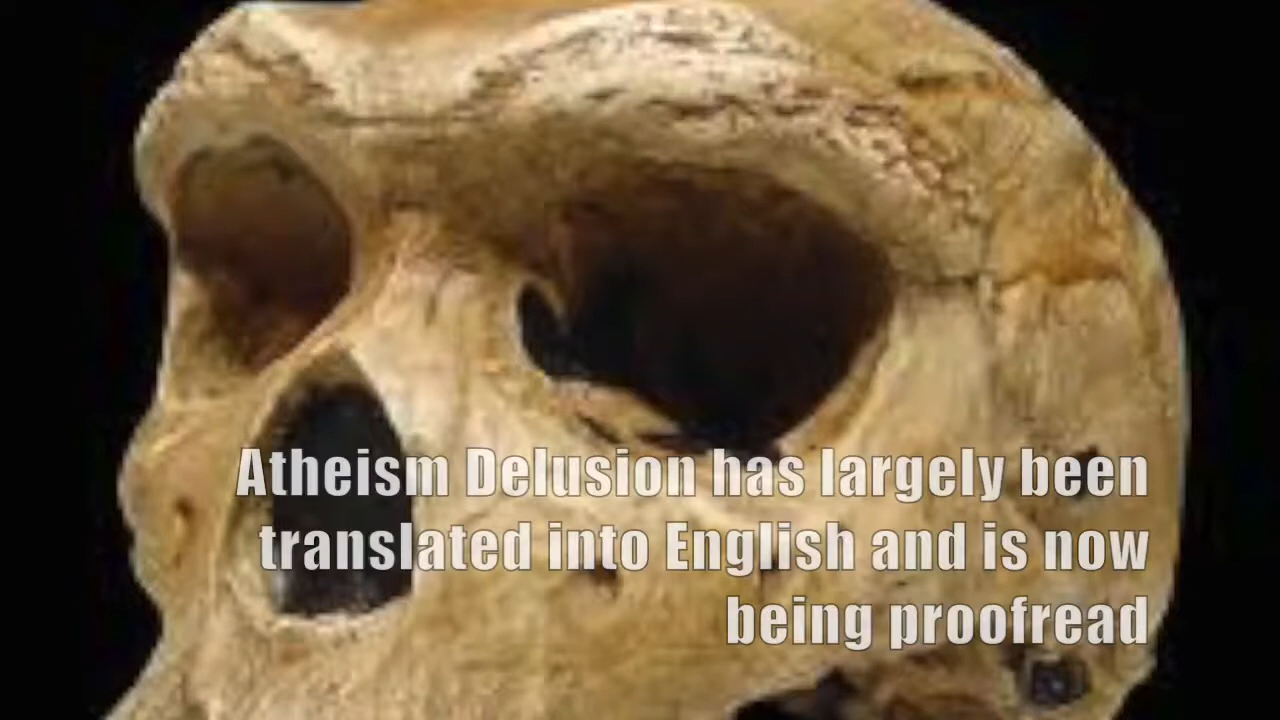 Atheism Delusion has largely been
translated into English and is now
being proofread